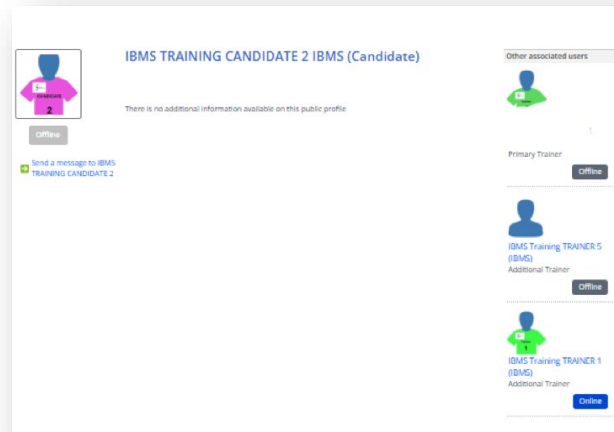 IBMS TRAINING CANDIDATE 2 IBMS (Candidate)
There is no additional information available on this public profile
CANDIDATE
2
Offline
Send a message to IBMS
TRAINING CANDIDATE 2
Other associated users
Primary Trainer
Offline
IBMS Training TRAINER 5
(IBMS)
Additional Trainer
Offline
1
IBMS Training TRAINER 1
(IBMS)
Additional Trainer
Online